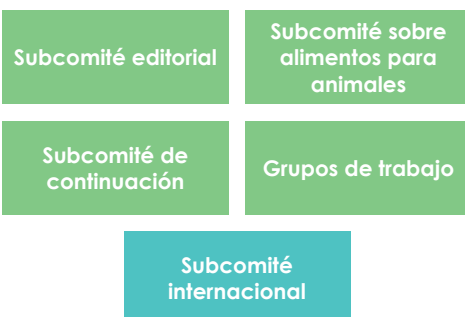 Subcomité editorial
Subcomité sobre
alimentos para
animales
Subcomité de
continuación
Grupos de trabajo
Subcomité
internacional